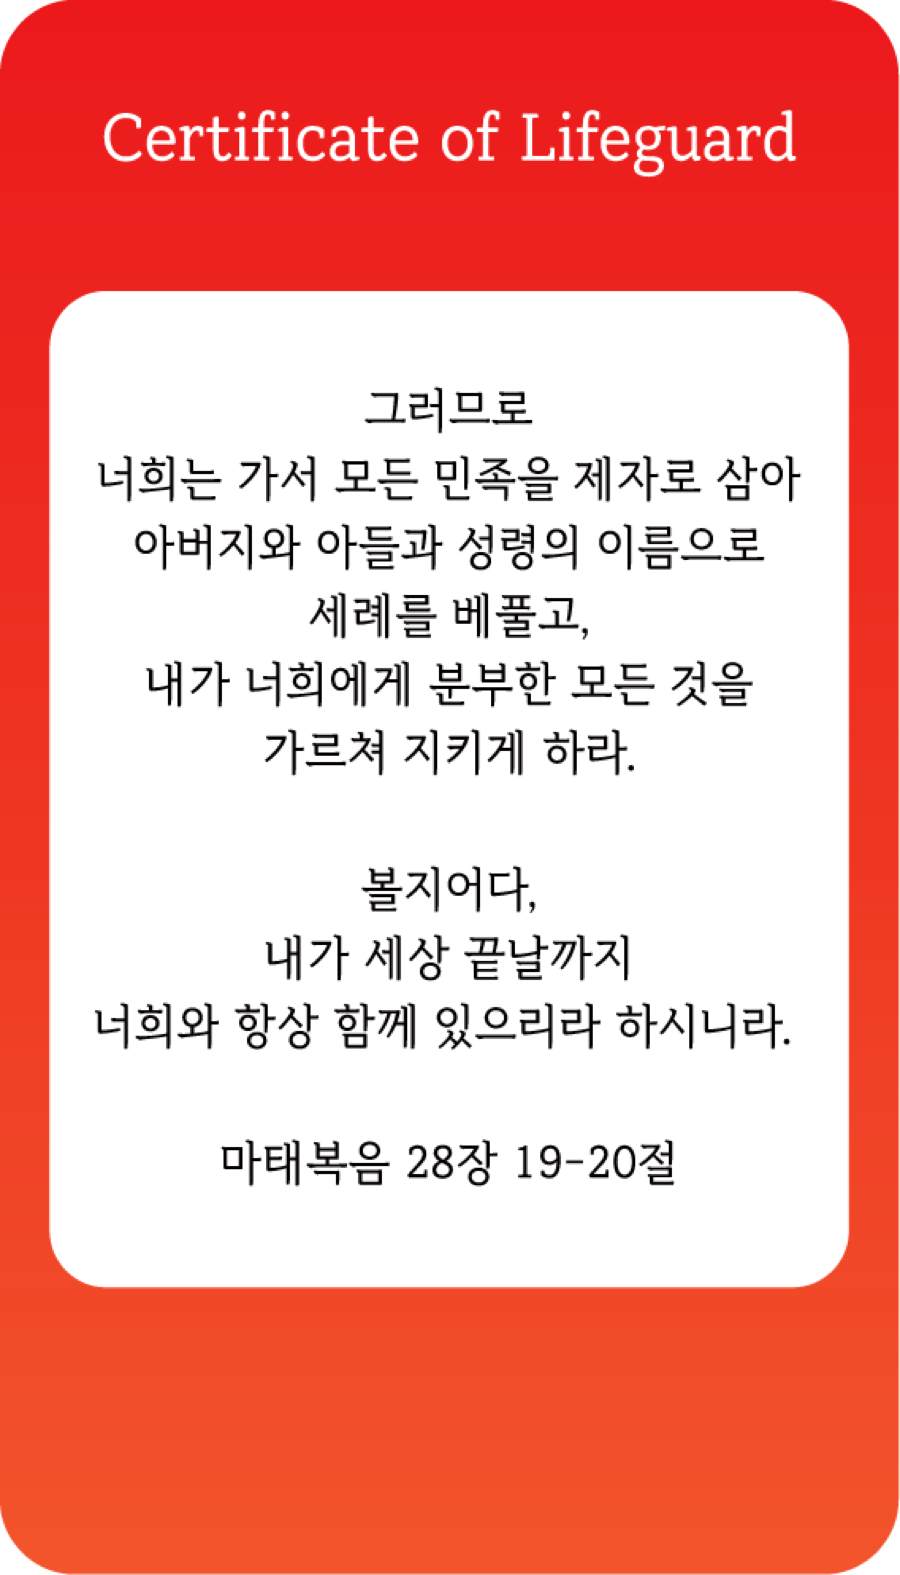 Certificate of Lifeguard
그러므로
너희는 가서 모든 민족을 제자로 삼아
아버지와 아들과 성령의 이름으로
세례를 베풀고,
내가 너희에게 분부한 모든 것을
가르쳐 지키게 하라.
볼지어다,
내가 세상 끝날까지
너희와 항상 함께 있으리라 하시니라.
마태복음 28장 19-20절